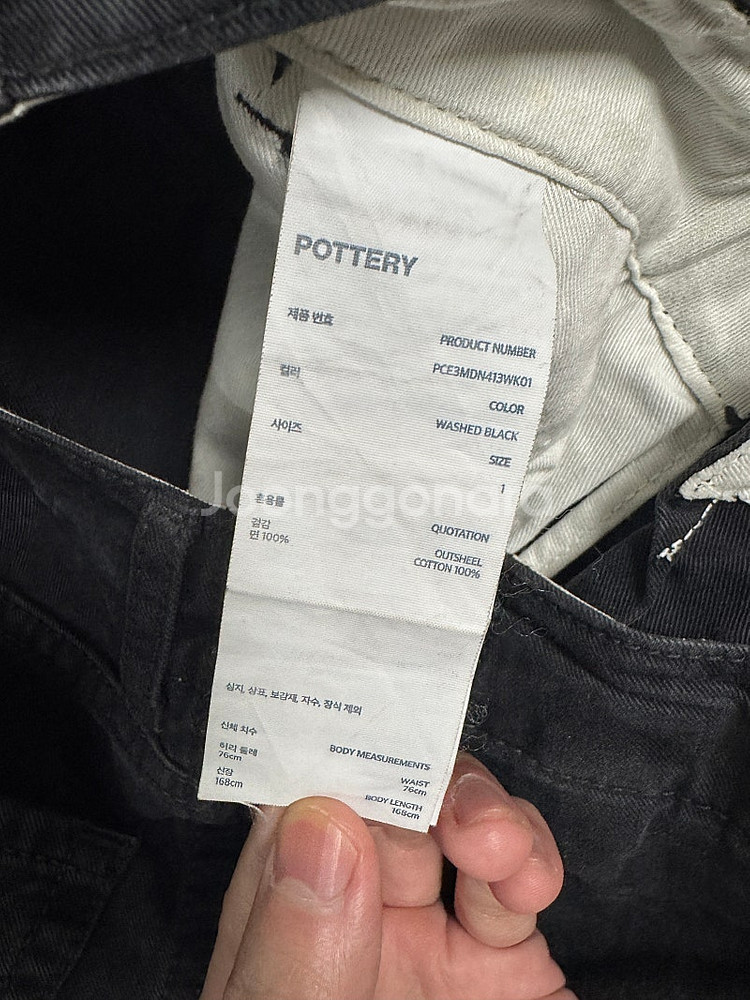 POTTERY
제품 번호
PRODUCT NUMBER
PCE3MDN413WK01
컬러
COLOR
WASHED BLACK
사이즈
SIZE
1
Joonggonara
혼용률
QUOTATION
겉감
면 100%
OUTSHEEL
COTTON 100%
심지, 상표, 보강재, 자수, 장식 제외
신체 치수
BODY MEASUREMENTS
허리 둘레
76cm
WAIST
76cm
신장
168cm
BODY LENGTH
168cm